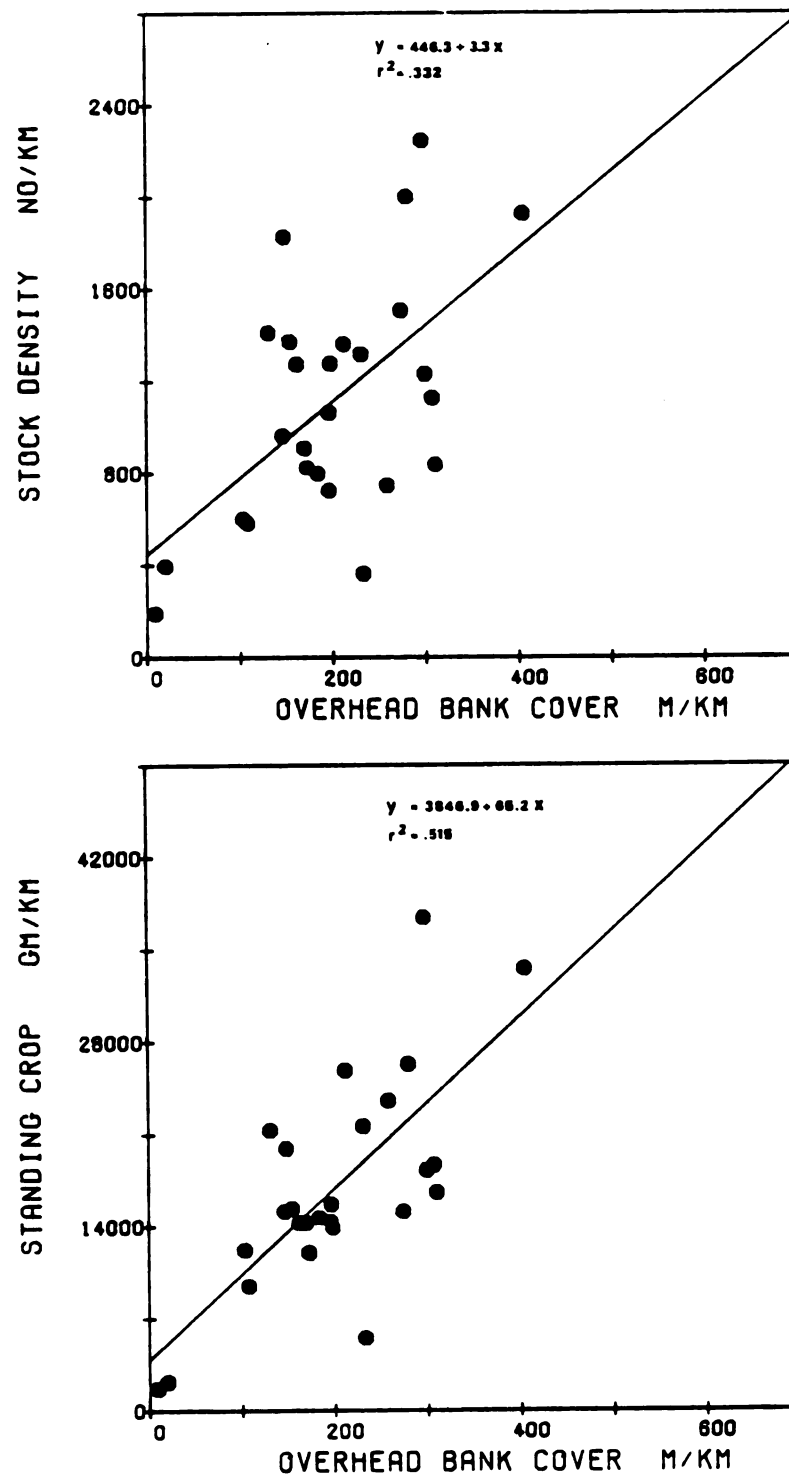 y = 446.3 + 3.3 X
r² = .332
2400
1800
800
0
STOCK DENSITY NO/KM
0 200 400 600
OVERHEAD BANK COVER M/KM
y = 3846.9 + 66.2 X
r² = .515
42000
28000
14000
0
STANDING CROP GM/KM
0 200 400 600
OVERHEAD BANK COVER M/KM